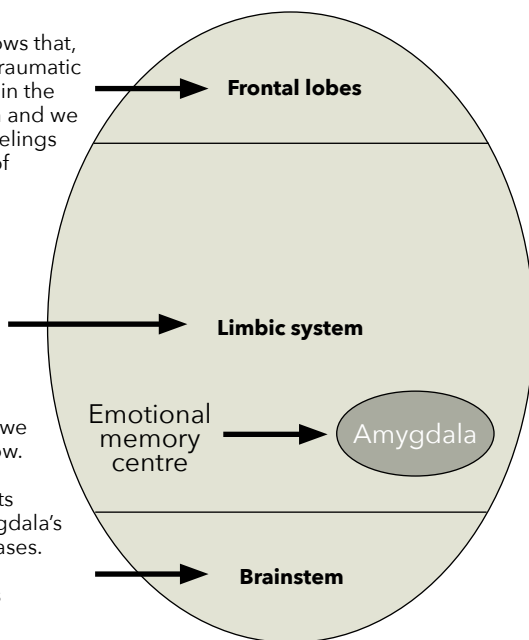 ows that,
raumatic
in the
and we
elings
of
Frontal lobes
Limbic system
we
ow.
ts
gdala’s
ases.
s
Emotional
memory
centre
Amygdala
Brainstem